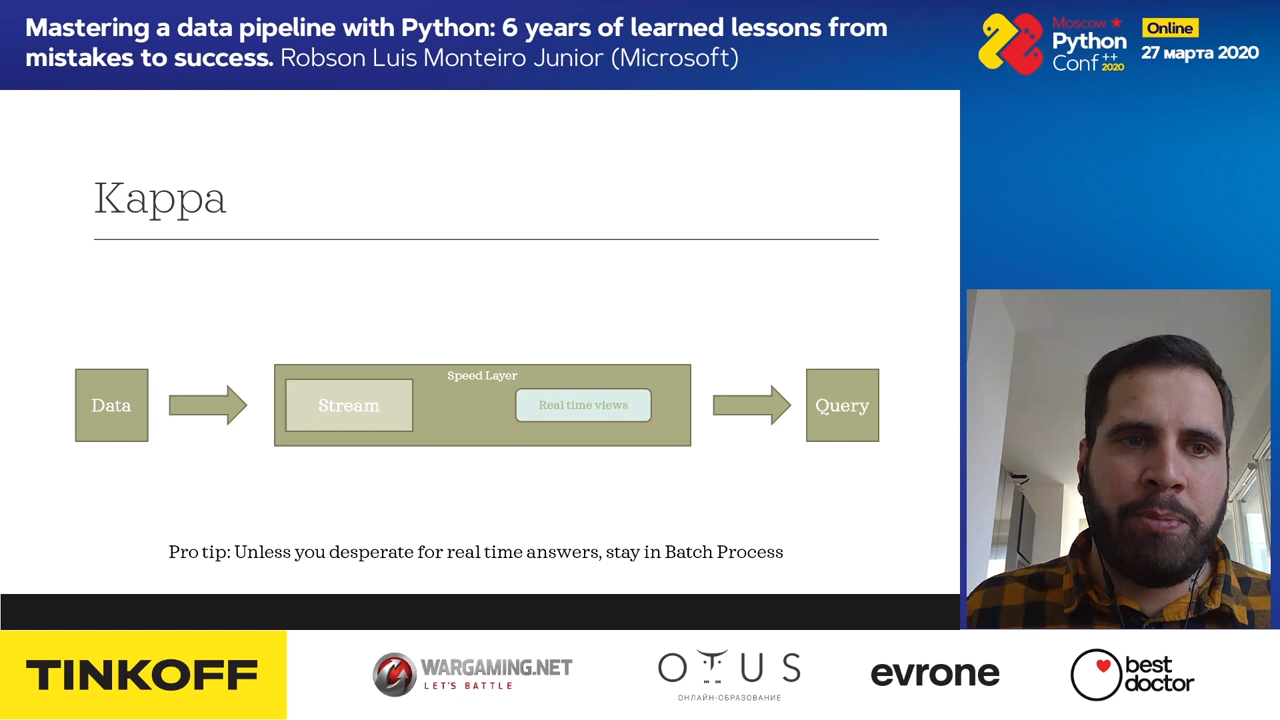 Mastering a data pipeline with Python: 6 years of learned lessons from
mistakes to success. Robson Luis Monteiro Junior (Microsoft)
Moscow
Python
Conf ++
2020
Online
27 марта 2020
Kappa
Data
Speed Layer
Stream
Real time views
Query
Pro tip: Unless you desperate for real time answers, stay in Batch Process
TINKOFF
WARGAMING.NET
LET'S BATTLE
OTUS
ОНЛАЙН-ОБРАЗОВАНИЕ
evrone
best
doctor